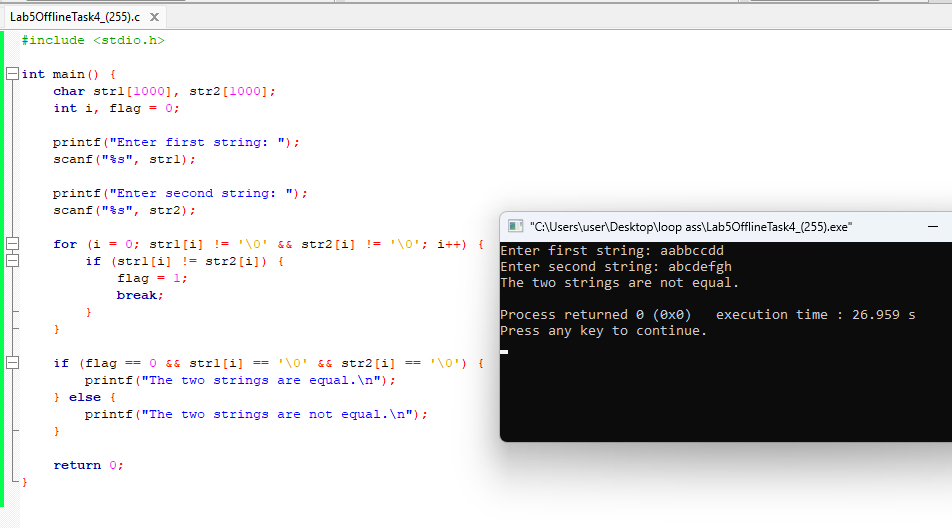 Lab5OfflineTask4_(255).c
#include <stdio.h>
int main() {
char str1[1000], str2[1000];
int i, flag = 0;
printf("Enter first string: ");
scanf("%s", str1);
printf("Enter second string: ");
scanf("%s", str2);
for (i = 0; str1[i] != '\0' && str2[i] != '\0'; i++) {
if (str1[i] != str2[i]) {
flag = 1;
break;
}
}
if (flag == 0 && str1[i] == '\0' && str2[i] == '\0') {
printf("The two strings are equal.\n");
} else {
printf("The two strings are not equal.\n");
}
return 0;
}
"C:\Users\user\Desktop\loop ass\Lab5OfflineTask4_(255).exe"
Enter first string: aabbccdd
Enter second string: abcdefgh
The two strings are not equal.
Process returned 0 (0x0)   execution time : 26.959 s
Press any key to continue.